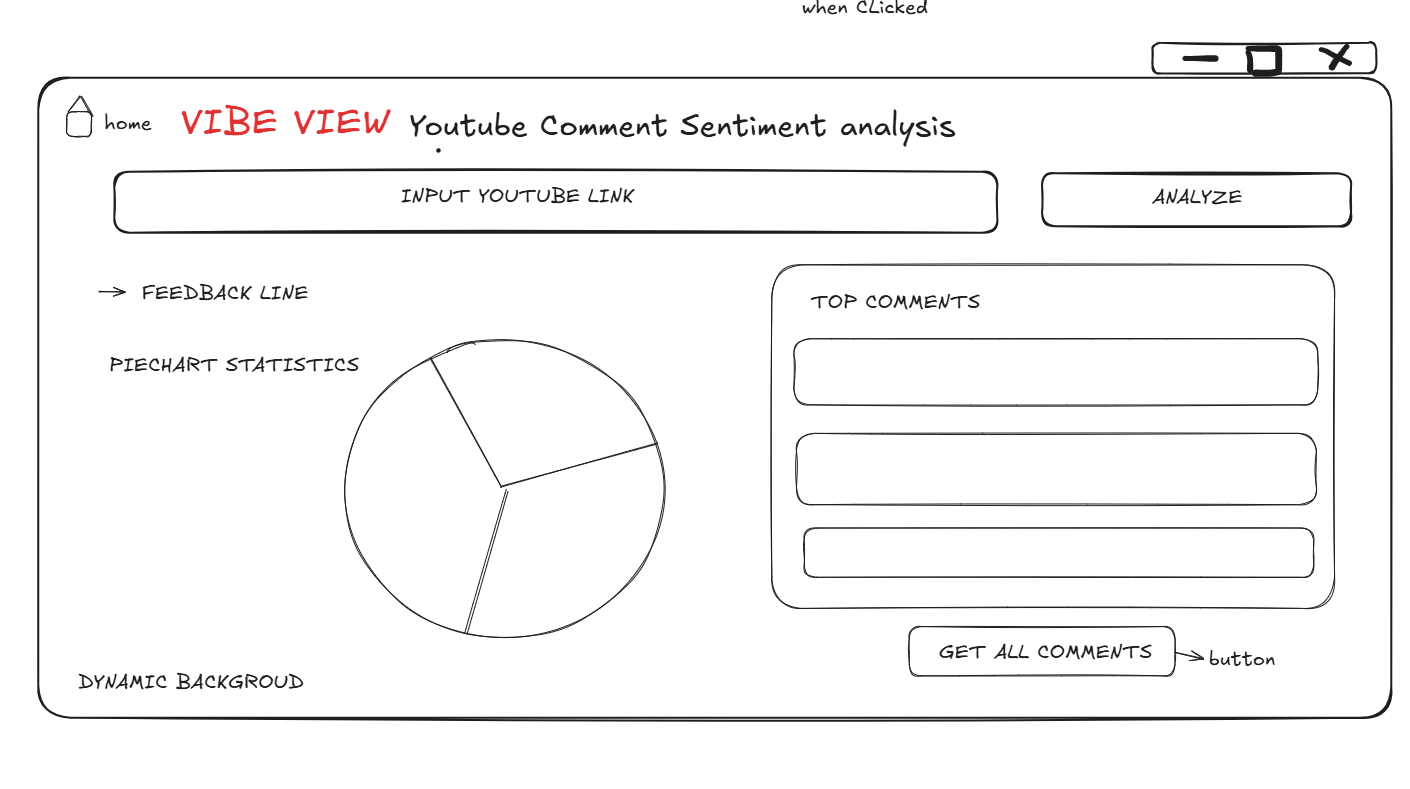 when CLicked
home VIBE VIEW Youtube Comment Sentiment analysis
INPUT YOUTUBE LINK
ANALYZE
FEEDBACK LINE
PIECHART STATISTICS
TOP COMMENTS
GET ALL COMMENTS
button
DYNAMIC BACKGROUD